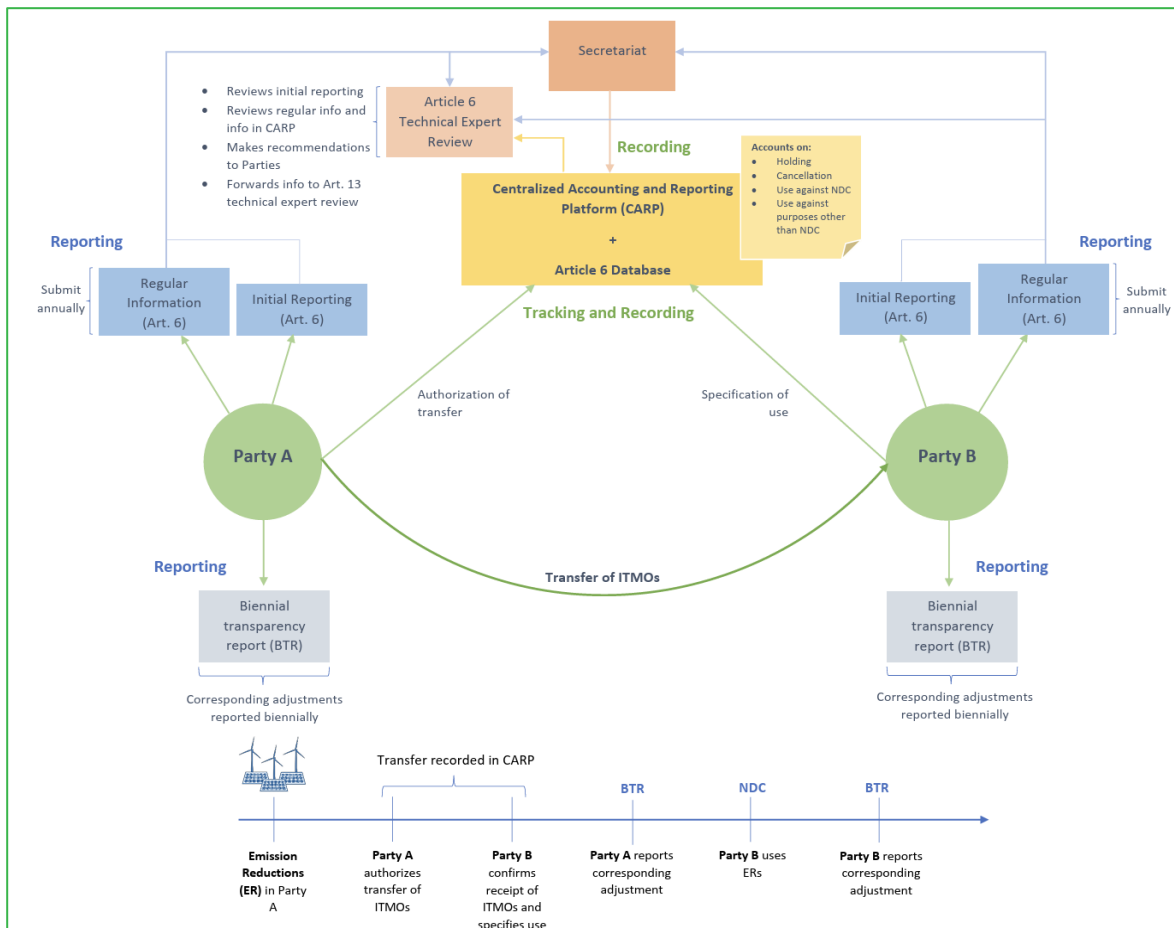 Secretariat
Reviews initial reporting
Reviews regular info and
info in CARP
Makes recommendations
to Parties
Forwards info to Art. 13
technical expert review
Article 6
Technical Expert
Review
Recording
Accounts on:
Holding
Cancellation
Use against NDC
Use against
purposes other
than NDC
Centralized Accounting and Reporting
Platform (CARP)
+
Article 6 Database
Reporting
Submit
annually
Regular
Information
(Art. 6)
Initial Reporting
(Art. 6)
Tracking and Recording
Reporting
Initial Reporting
(Art. 6)
Regular
Information
(Art. 6)
Submit
annually
Authorization of
transfer
Specification of
use
Party A
Party B
Transfer of ITMOs
Reporting
Biennial
transparency
report (BTR)
Corresponding adjustments
reported biennially
Reporting
Biennial
transparency
report (BTR)
Corresponding adjustments
reported biennially
Transfer recorded in CARP
BTR
NDC
BTR
Emission
Reductions
(ER) in Party
A
Party A
authorizes
transfer of
ITMOs
Party B
confirms
receipt of
ITMOs and
specifies use
Party A reports
corresponding
adjustment
Party B uses
ERs
Party B reports
corresponding
adjustment